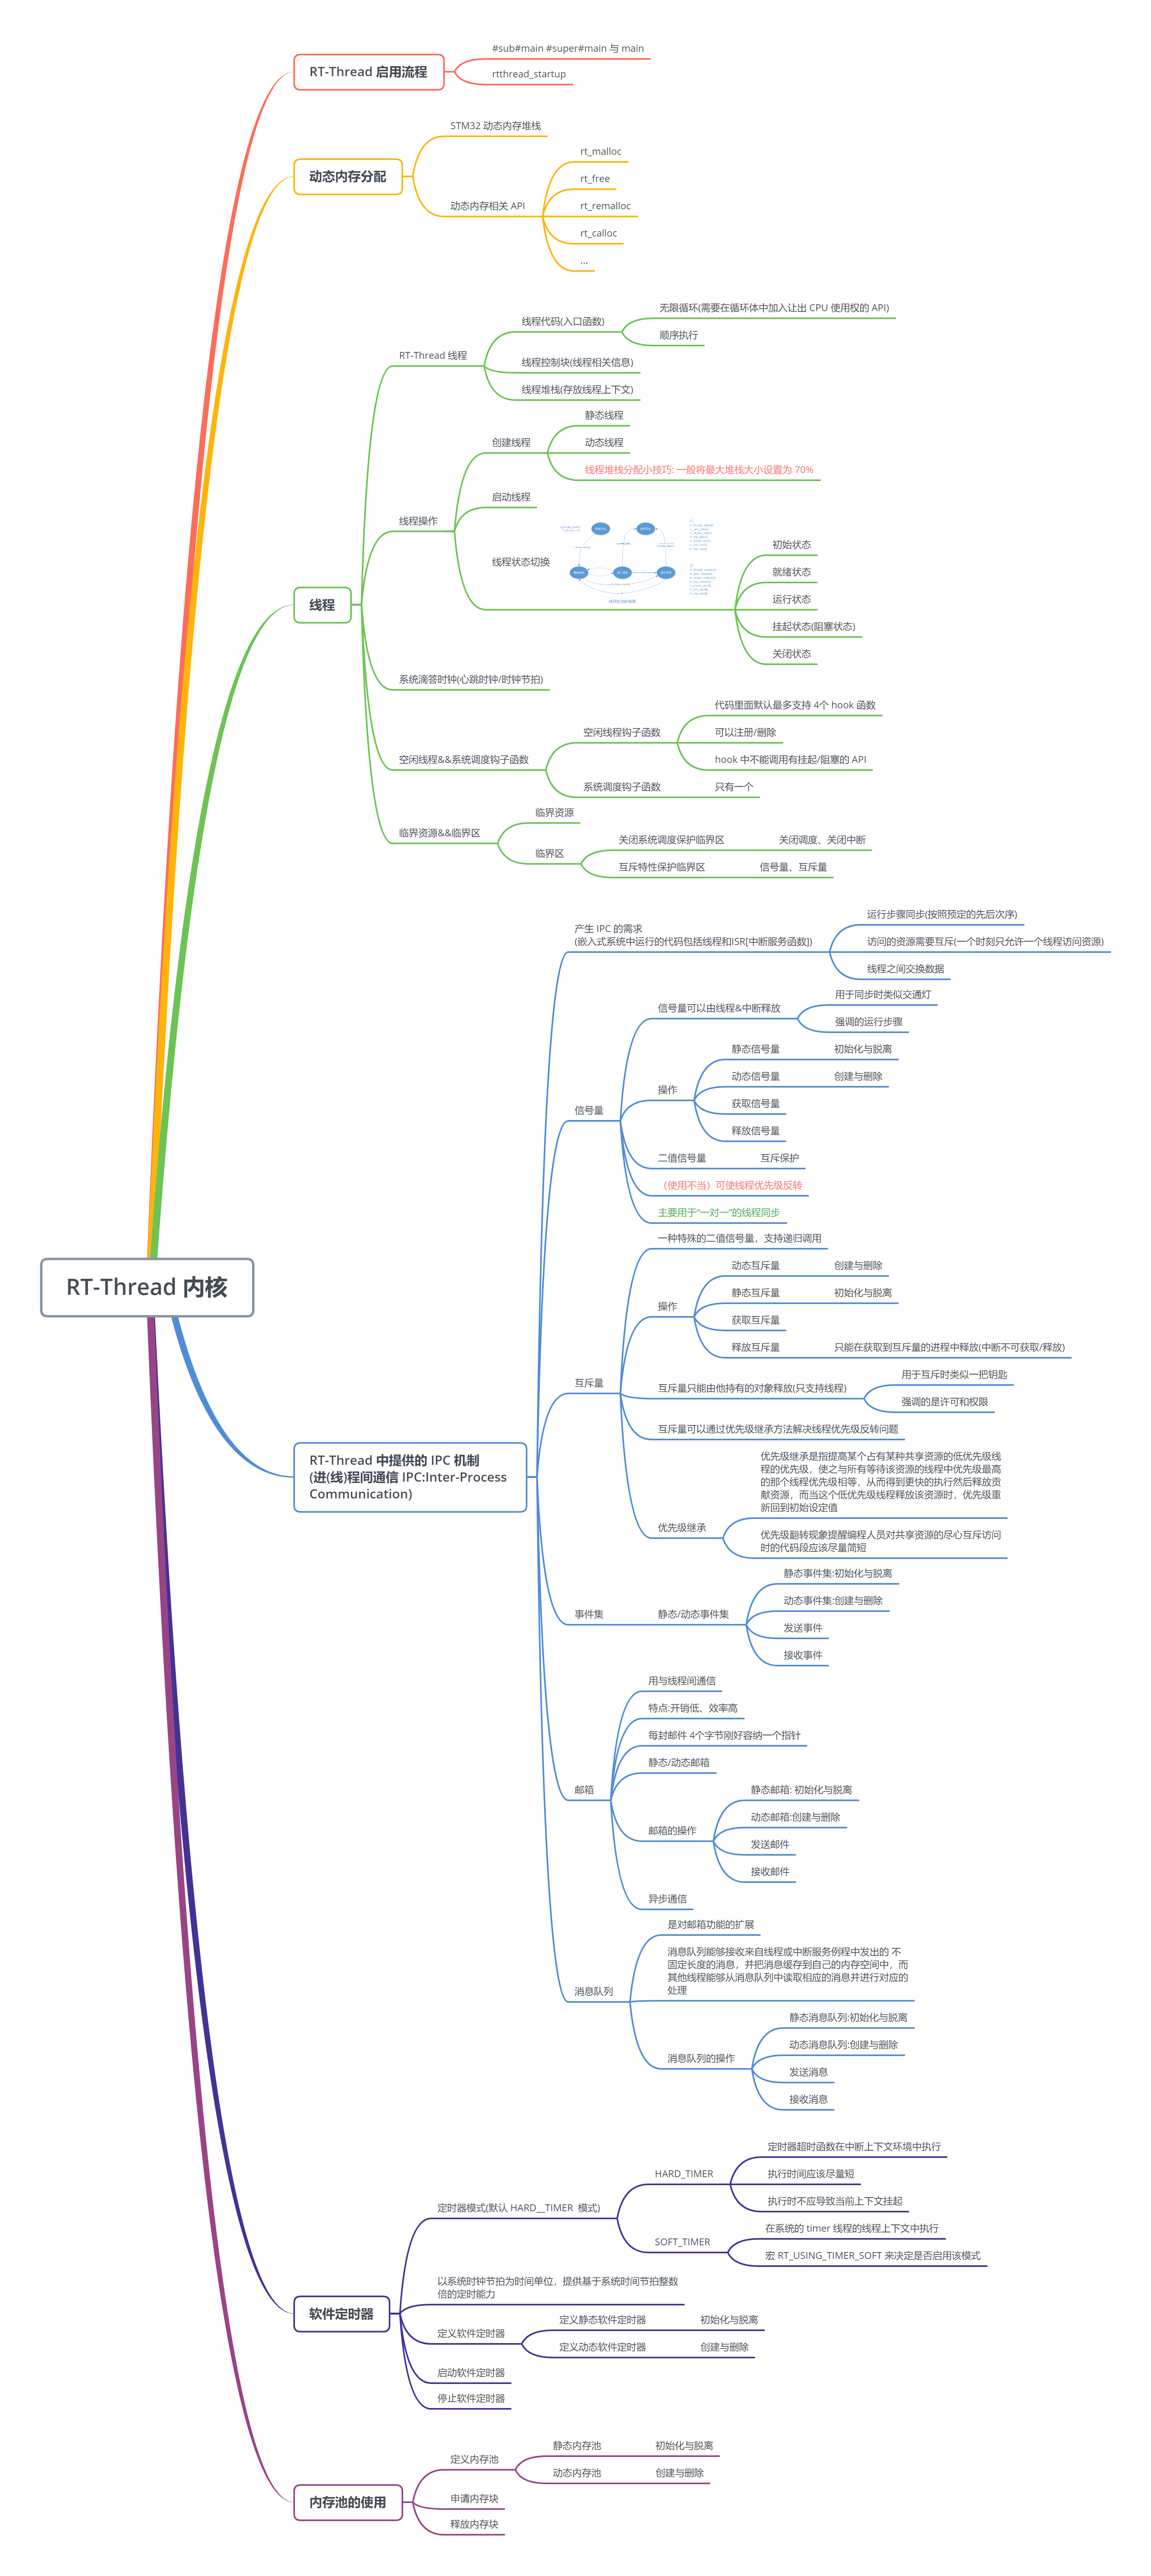 #sub#main #super#main 与 main
RT-Thread 启用流程
rtthread_startup
STM32 动态内存堆栈
rt_malloc
动态内存分配
rt_free
动态内存相关 API
rt_remalloc
rt_calloc
...
无限循环(需要在循环体中加入让出 CPU 使用权的 API)
线程代码(入口函数)
顺序执行
RT-Thread 线程
线程控制块(线程相关信息)
线程堆栈(存放线程上下文)
静态线程
创建线程
动态线程
线程堆栈分配小技巧: 一般将最大堆栈大小设置为 70%
启动线程
线程操作
线程状态切换
初始状态
就绪状态
运行状态
挂起状态(阻塞状态)
关闭状态
线程
系统滴答时钟(心跳时钟/时钟节拍)
代码里面默认最多支持 4个 hook 函数
空闲线程钩子函数
可以注册/删除
空闲线程&&系统调度钩子函数
hook 中不能调用有挂起/阻塞的 API
系统调度钩子函数
只有一个
临界资源
临界资源&&临界区
临界区
关闭系统调度保护临界区
关闭调度、关闭中断
互斥特性保护临界区
信号量、互斥量
产生 IPC 的需求
(嵌入式系统中运行的代码包括线程和ISR[中断服务函数])
运行步骤同步(按照预定的先后次序)
访问的资源需要互斥(一个时刻只允许一个线程访问资源)
线程之间交换数据
信号量可以由线程&中断释放
用于同步时类似交通灯
强调的运行步骤
静态信号量
初始化与脱离
操作
动态信号量
创建与删除
信号量
获取信号量
释放信号量
二值信号量
互斥保护
（使用不当）可使线程优先级反转
主要用于“一对一”的线程同步
RT-Thread 内核
一种特殊的二值信号量，支持递归调用
动态互斥量
创建与删除
操作
静态互斥量
初始化与脱离
获取互斥量
释放互斥量
只能在获取到互斥量的进程中释放(中断不可获取/释放)
互斥量
互斥量只能由他持有的对象释放(只支持线程)
用于互斥时类似一把钥匙
强调的是许可和权限
互斥量可以通过优先级继承方法解决线程优先级反转问题
RT-Thread 中提供的 IPC 机制
(进(线)程间通信 IPC:Inter-Process
Communication)
优先级继承是指提高某个占有某种共享资源的低优先级线
程的优先级，使之与所有等待该资源的线程中优先级最高
的那个线程优先级相等，从而得到更快的执行然后释放贡
献资源，而当这个低优先级线程释放该资源时，优先级重
新回到初始设定值
优先级继承
优先级翻转现象提醒编程人员对共享资源的尽心互斥访问
时的代码段应该尽量简短
静态事件集:初始化与脱离
事件集
静态/动态事件集
动态事件集:创建与删除
发送事件
接收事件
用与线程间通信
特点:开销低、效率高
每封邮件 4个字节刚好容纳一个指针
静态/动态邮箱
邮箱
静态邮箱: 初始化与脱离
邮箱的操作
动态邮箱:创建与删除
发送邮件
接收邮件
异步通信
是对邮箱功能的扩展
消息队列能够接收来自线程或中断服务例程中发出的 不
固定长度的消息，并把消息缓存到自己的内存空间中，而
其他线程能够从消息队列中读取相应的消息并进行对应的
处理
消息队列
静态消息队列:初始化与脱离
消息队列的操作
动态消息队列:创建与删除
发送消息
接收消息
定时器超时函数在中断上下文环境中执行
HARD_TIMER
执行时间应该尽量短
定时器模式(默认 HARD__TIMER 模式)
执行时不应导致当前上下文挂起
SOFT_TIMER
在系统的 timer 线程的线程上下文中执行
宏 RT_USING_TIMER_SOFT 来决定是否启用该模式
以系统时钟节拍为时间单位，提供基于系统时间节拍整数
倍的定时能力
软件定时器
定义软件定时器
定义静态软件定时器
初始化与脱离
定义动态软件定时器
创建与删除
启动软件定时器
停止软件定时器
静态内存池
初始化与脱离
定义内存池
动态内存池
创建与删除
内存池的使用
申请内存块
释放内存块